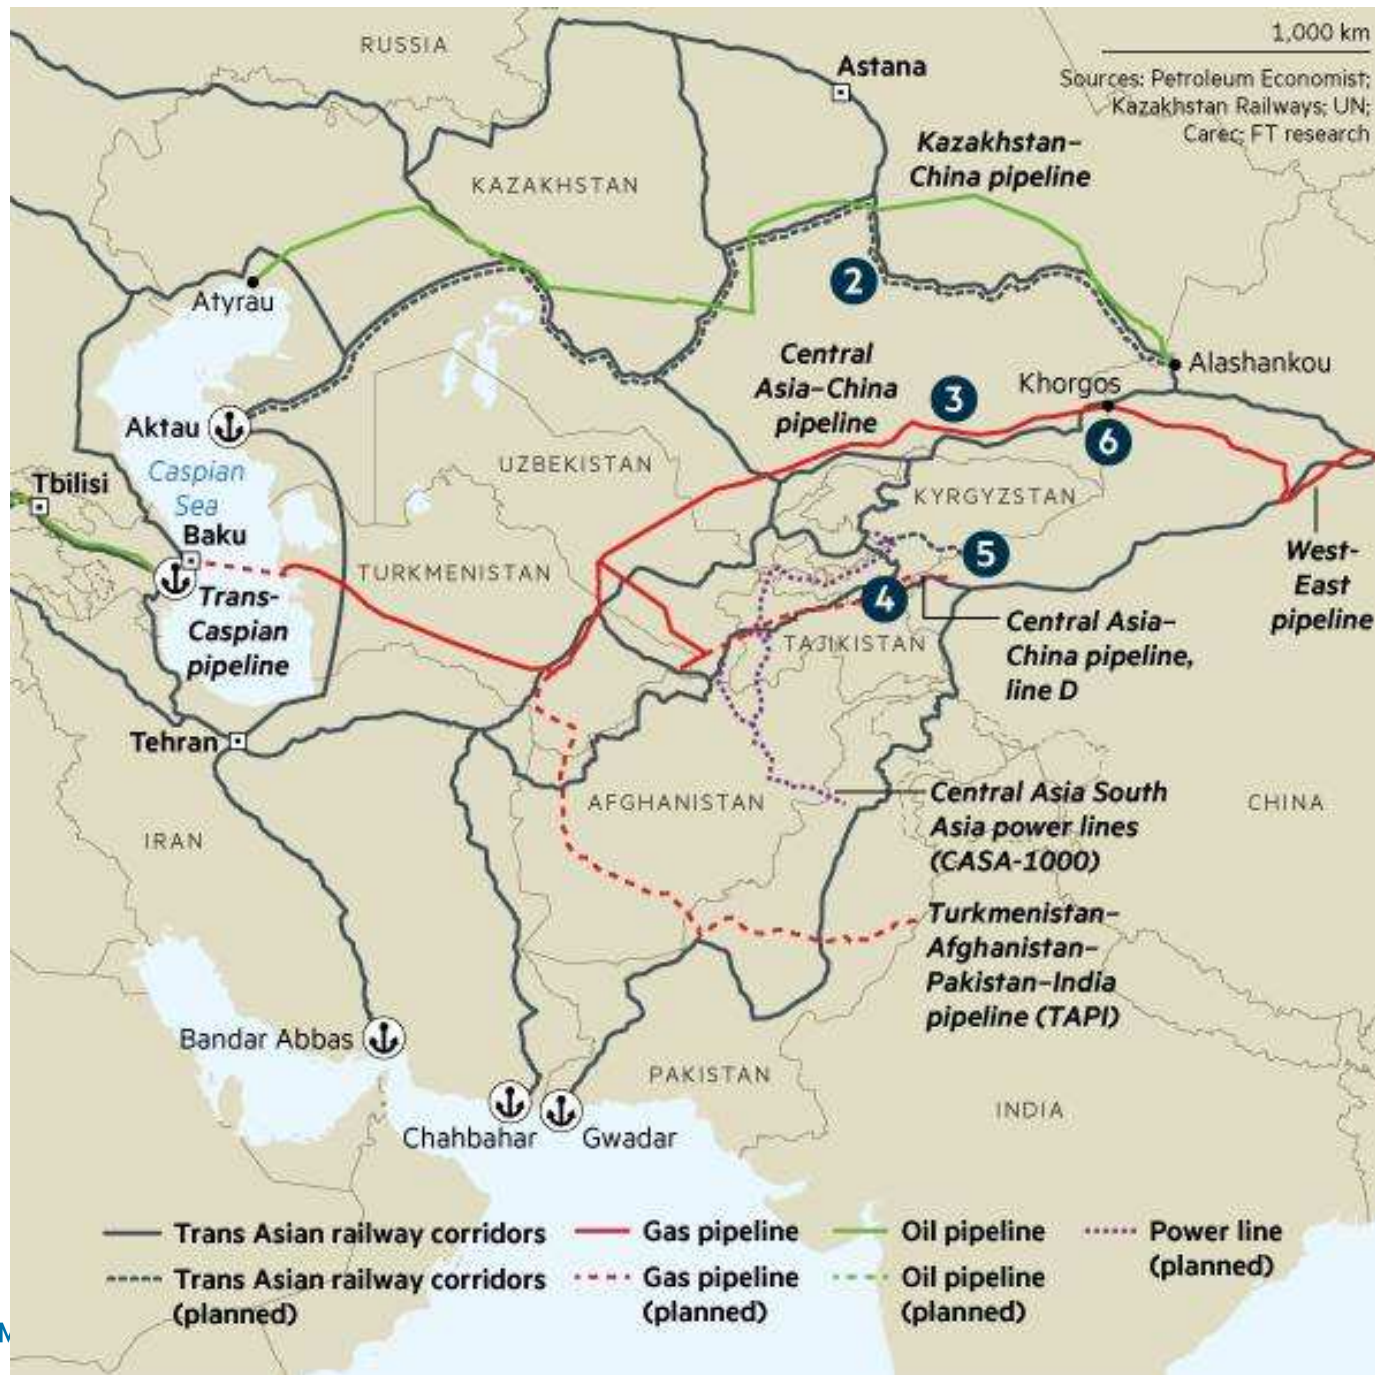 1,000 km
RUSSIA
Astana
Sources: Petroleum Economist;
Kazakhstan Railways; UN;
Carec; FT research
Kazakhstan–
China pipeline
KAZAKHSTAN
2
Atyrau
Central
Asia–China
pipeline
Alashankou
Khorgos
3
Aktau
6
UZBEKISTAN
Caspian
Sea
Tbilisi
KYRGYZSTAN
Baku
5
West-
East
pipeline
TURKMENISTAN
Trans-
Caspian
pipeline
4
TAJIKISTAN
Central Asia–
China pipeline,
line D
Tehran
AFGHANISTAN
Central Asia South
Asia power lines
(CASA-1000)
CHINA
IRAN
Turkmenistan–
Afghanistan–
Pakistan–India
pipeline (TAPI)
Bandar Abbas
PAKISTAN
INDIA
Chahbahar
Gwadar
Trans Asian railway corridors
Gas pipeline
Oil pipeline
Power line
(planned)
Trans Asian railway corridors
(planned)
Gas pipeline
(planned)
Oil pipeline
(planned)